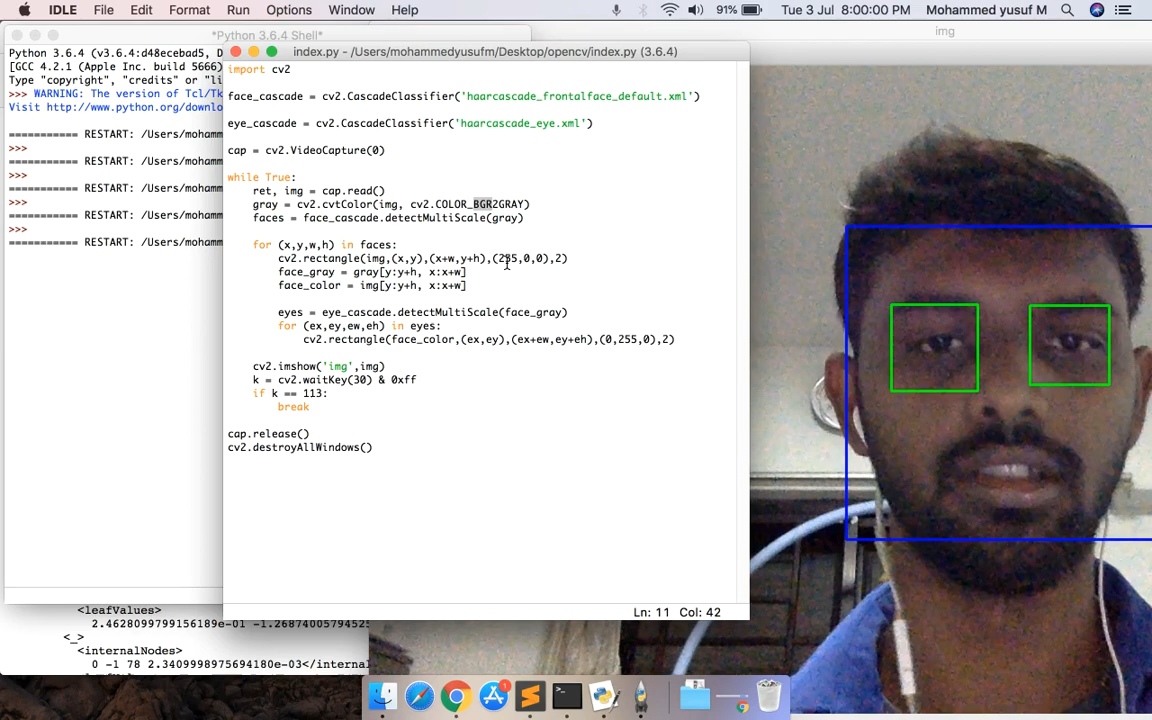 IDLE File Edit Format Run Options Window Help 91% Tue 3 Jul 8:00:00 PM Mohammed yusuf M
*Python 3.6.4 Shell*
img
Python 3.6.4 (v3.6.4:d48ecebad5, D
[GCC 4.2.1 (Apple Inc. build 5666)
Type "copyright", "credits" or "li
>>> WARNING: The version of Tcl/Tk
Visit http://www.python.org/downlo
=========== RESTART: /Users/mohamm
>>>
=========== RESTART: /Users/mohamm
>>>
=========== RESTART: /Users/mohamm
>>>
=========== RESTART: /Users/mohamm
>>>
=========== RESTART: /Users/mohamm
index.py - /Users/mohammedyusufm/Desktop/opencv/index.py (3.6.4)
import cv2
face_cascade = cv2.CascadeClassifier('haarcascade_frontalface_default.xml')
eye_cascade = cv2.CascadeClassifier('haarcascade_eye.xml')
cap = cv2.VideoCapture(0)
while True:
    ret, img = cap.read()
    gray = cv2.cvtColor(img, cv2.COLOR_BGR2GRAY)
    faces = face_cascade.detectMultiScale(gray)
    for (x,y,w,h) in faces:
        cv2.rectangle(img,(x,y),(x+w,y+h),(255,0,0),2)
        face_gray = gray[y:y+h, x:x+w]
        face_color = img[y:y+h, x:x+w]
        eyes = eye_cascade.detectMultiScale(face_gray)
        for (ex,ey,ew,eh) in eyes:
            cv2.rectangle(face_color,(ex,ey),(ex+ew,ey+eh),(0,255,0),2)
    cv2.imshow('img',img)
    k = cv2.waitKey(30) & 0xff
    if k == 113:
        break
cap.release()
cv2.destroyAllWindows()
Ln: 11 Col: 42
<leafValues>
2.4628099799156189e-01 -1.268740057945251
<_>
<internalNodes>
0 -1 78 2.3409998975694180e-03</internal